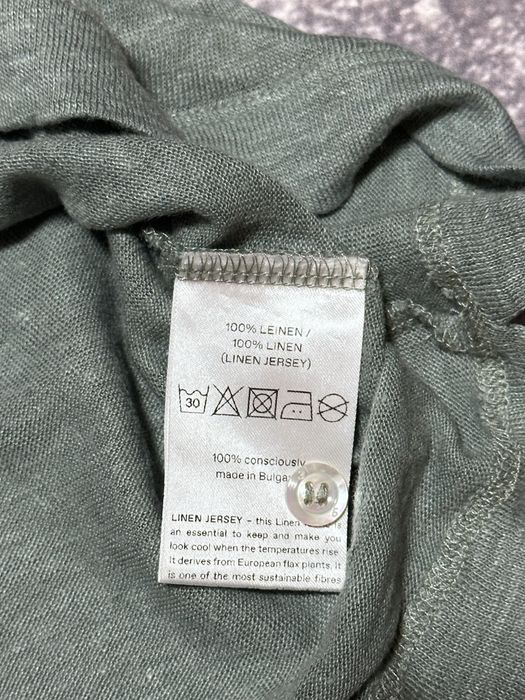 100% LEINEN /
100% LINEN
(LINEN JERSEY)
30
100% consciously
made in
LINEN JERSEY – this Linen is
an essential to keep and make you
look cool when the temperatures rise
It derives from European flax plants. It
is one of the most sustainable fibres